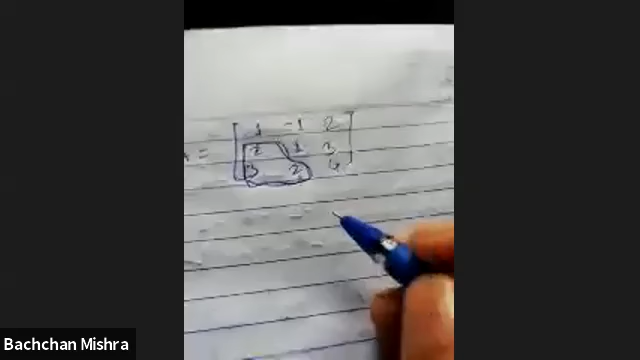 = [ 1 -1 2
2 1 3
3 2 4 ]
Bachchan Mishra